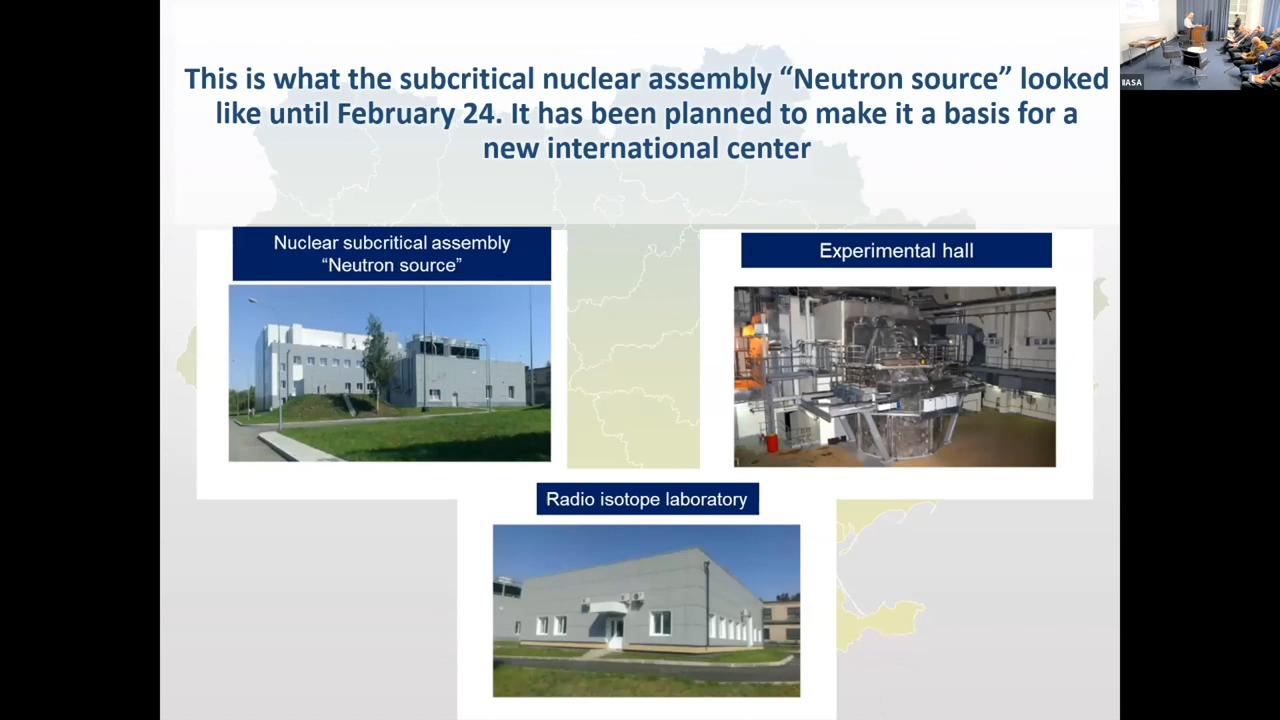 This is what the subcritical nuclear assembly “Neutron source” looked
like until February 24. It has been planned to make it a basis for a
new international center
Nuclear subcritical assembly
“Neutron source”
Experimental hall
Radio isotope laboratory
IIASA